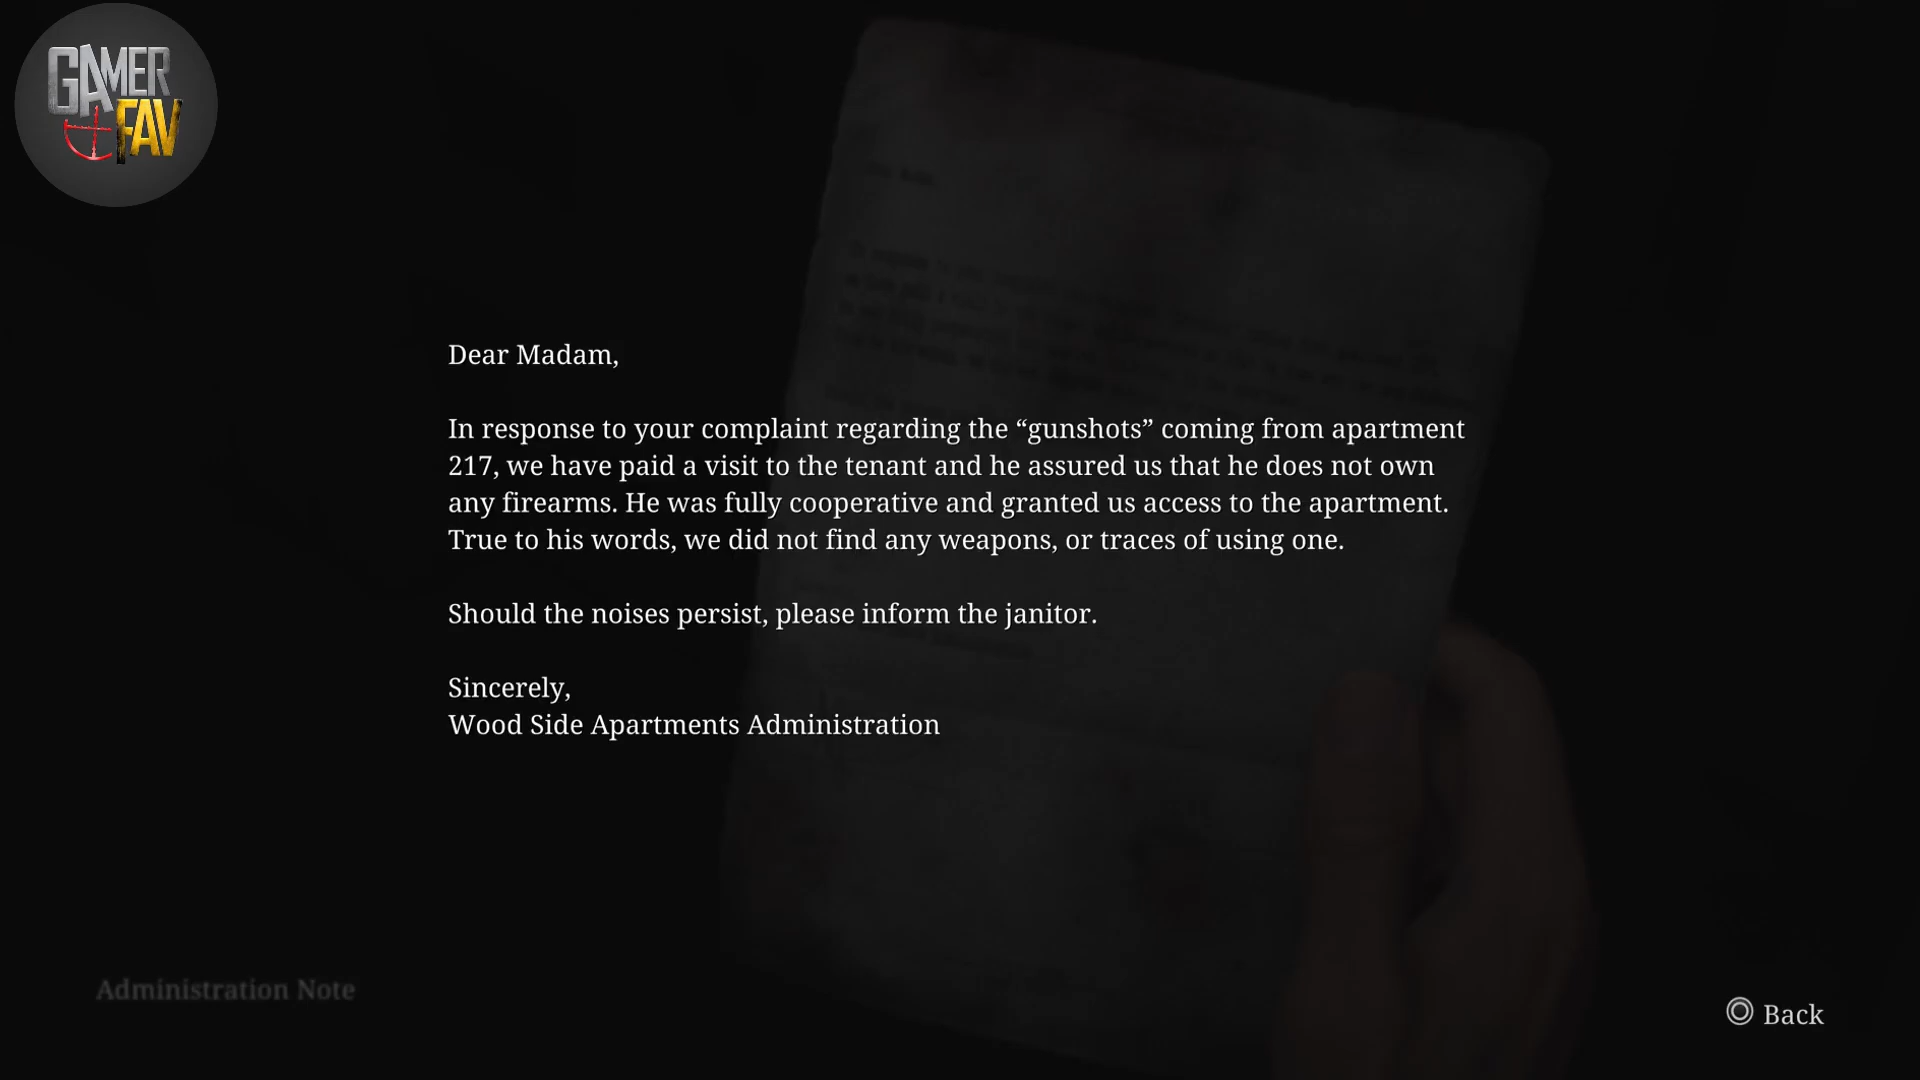 GAMER
FAV
Dear Madam,
In response to your complaint regarding the “gunshots” coming from apartment
217, we have paid a visit to the tenant and he assured us that he does not own
any firearms. He was fully cooperative and granted us access to the apartment.
True to his words, we did not find any weapons, or traces of using one.
Should the noises persist, please inform the janitor.
Sincerely,
Wood Side Apartments Administration
Administration Note
Back